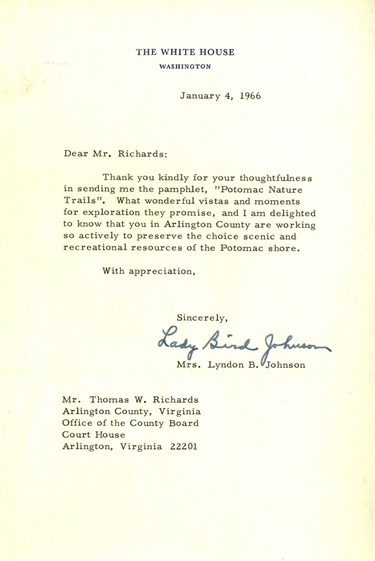 THE WHITE HOUSE
WASHINGTON
January 4, 1966
Dear Mr. Richards:
Thank you kindly for your thoughtfulness
in sending me the pamphlet, "Potomac Nature
Trails". What wonderful vistas and moments
for exploration they promise, and I am delighted
to know that you in Arlington County are working
so actively to preserve the choice scenic and
recreational resources of the Potomac shore.
With appreciation,
Sincerely,
Lady Bird Johnson
Mrs. Lyndon B. Johnson
Mr. Thomas W. Richards
Arlington County, Virginia
Office of the County Board
Court House
Arlington, Virginia 22201